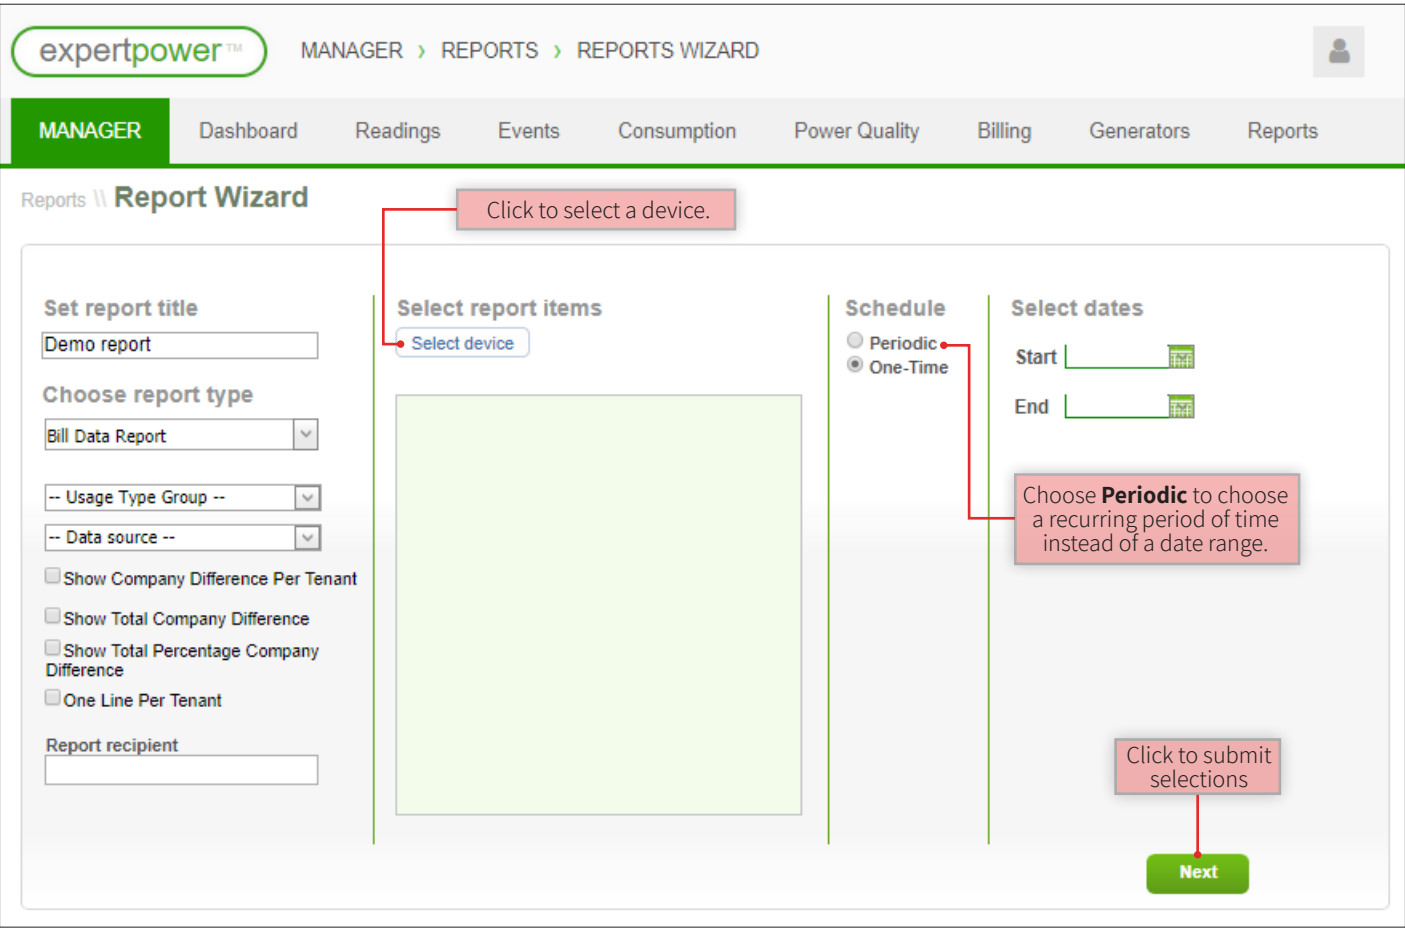 expertpower™
MANAGER › REPORTS › REPORTS WIZARD
MANAGER Dashboard Readings Events Consumption Power Quality Billing Generators Reports
Reports \\ Report Wizard
Click to select a device.
Set report title
Demo report
Choose report type
Bill Data Report
-- Usage Type Group --
-- Data source --
Show Company Difference Per Tenant
Show Total Company Difference
Show Total Percentage Company
Difference
One Line Per Tenant
Report recipient
Select report items
Select device
Schedule
Periodic
One-Time
Select dates
Start
End
Choose Periodic to choose
a recurring period of time
instead of a date range.
Click to submit
selections
Next